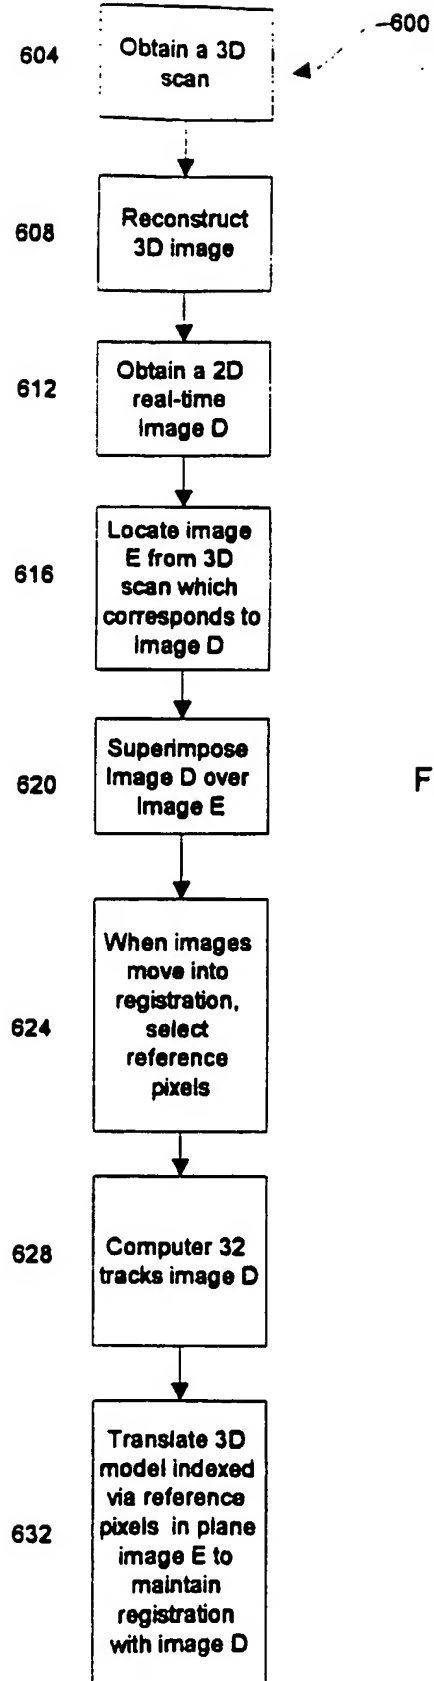 600
604
Obtain a 3D
scan
608
Reconstruct
3D image
612
Obtain a 2D
real-time
image D
616
Locate image
E from 3D
scan which
corresponds to
image D
620
Superimpose
image D over
image E
F
624
When images
move into
registration,
select
reference
pixels
628
Computer 32
tracks image D
632
Translate 3D
model indexed
via reference
pixels in plane
image E to
maintain
registration
with image D